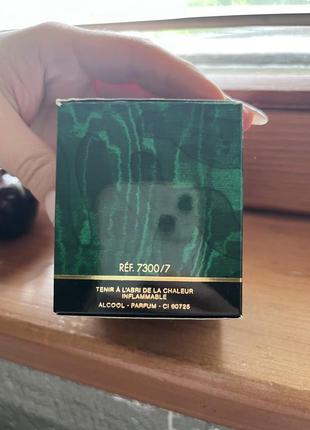 RÉF. 7300/7
TENIR À L'ABRI DE LA CHALEUR
INFLAMMABLE
ALCOOL - PARFUM - CI 60725